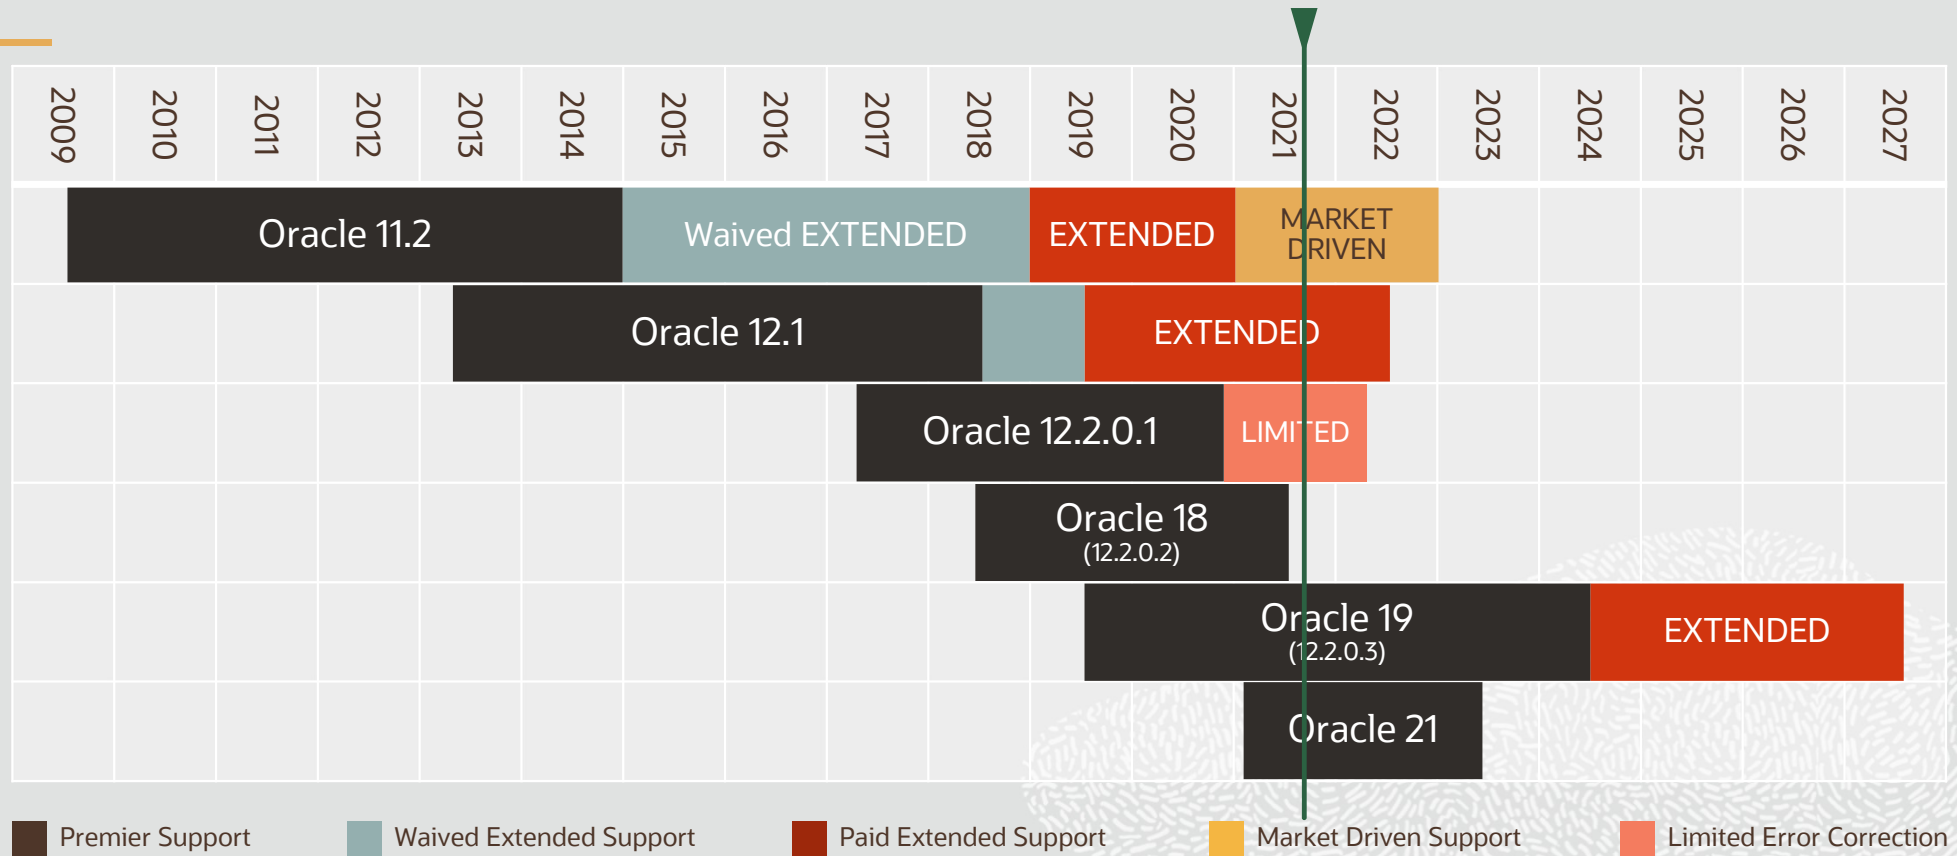 2009
2010
2011
2012
2013
2014
2015
2016
2017
2018
2019
2020
2021
2022
2023
2024
2025
2026
2027
Oracle 11.2
Waived EXTENDED
EXTENDED
MARKET
DRIVEN
Oracle 12.1
EXTENDED
Oracle 12.2.0.1
LIMITED
Oracle 18
(12.2.0.2)
Oracle 19
(12.2.0.3)
EXTENDED
Oracle 21
Premier Support
Waived Extended Support
Paid Extended Support
Market Driven Support
Limited Error Correction